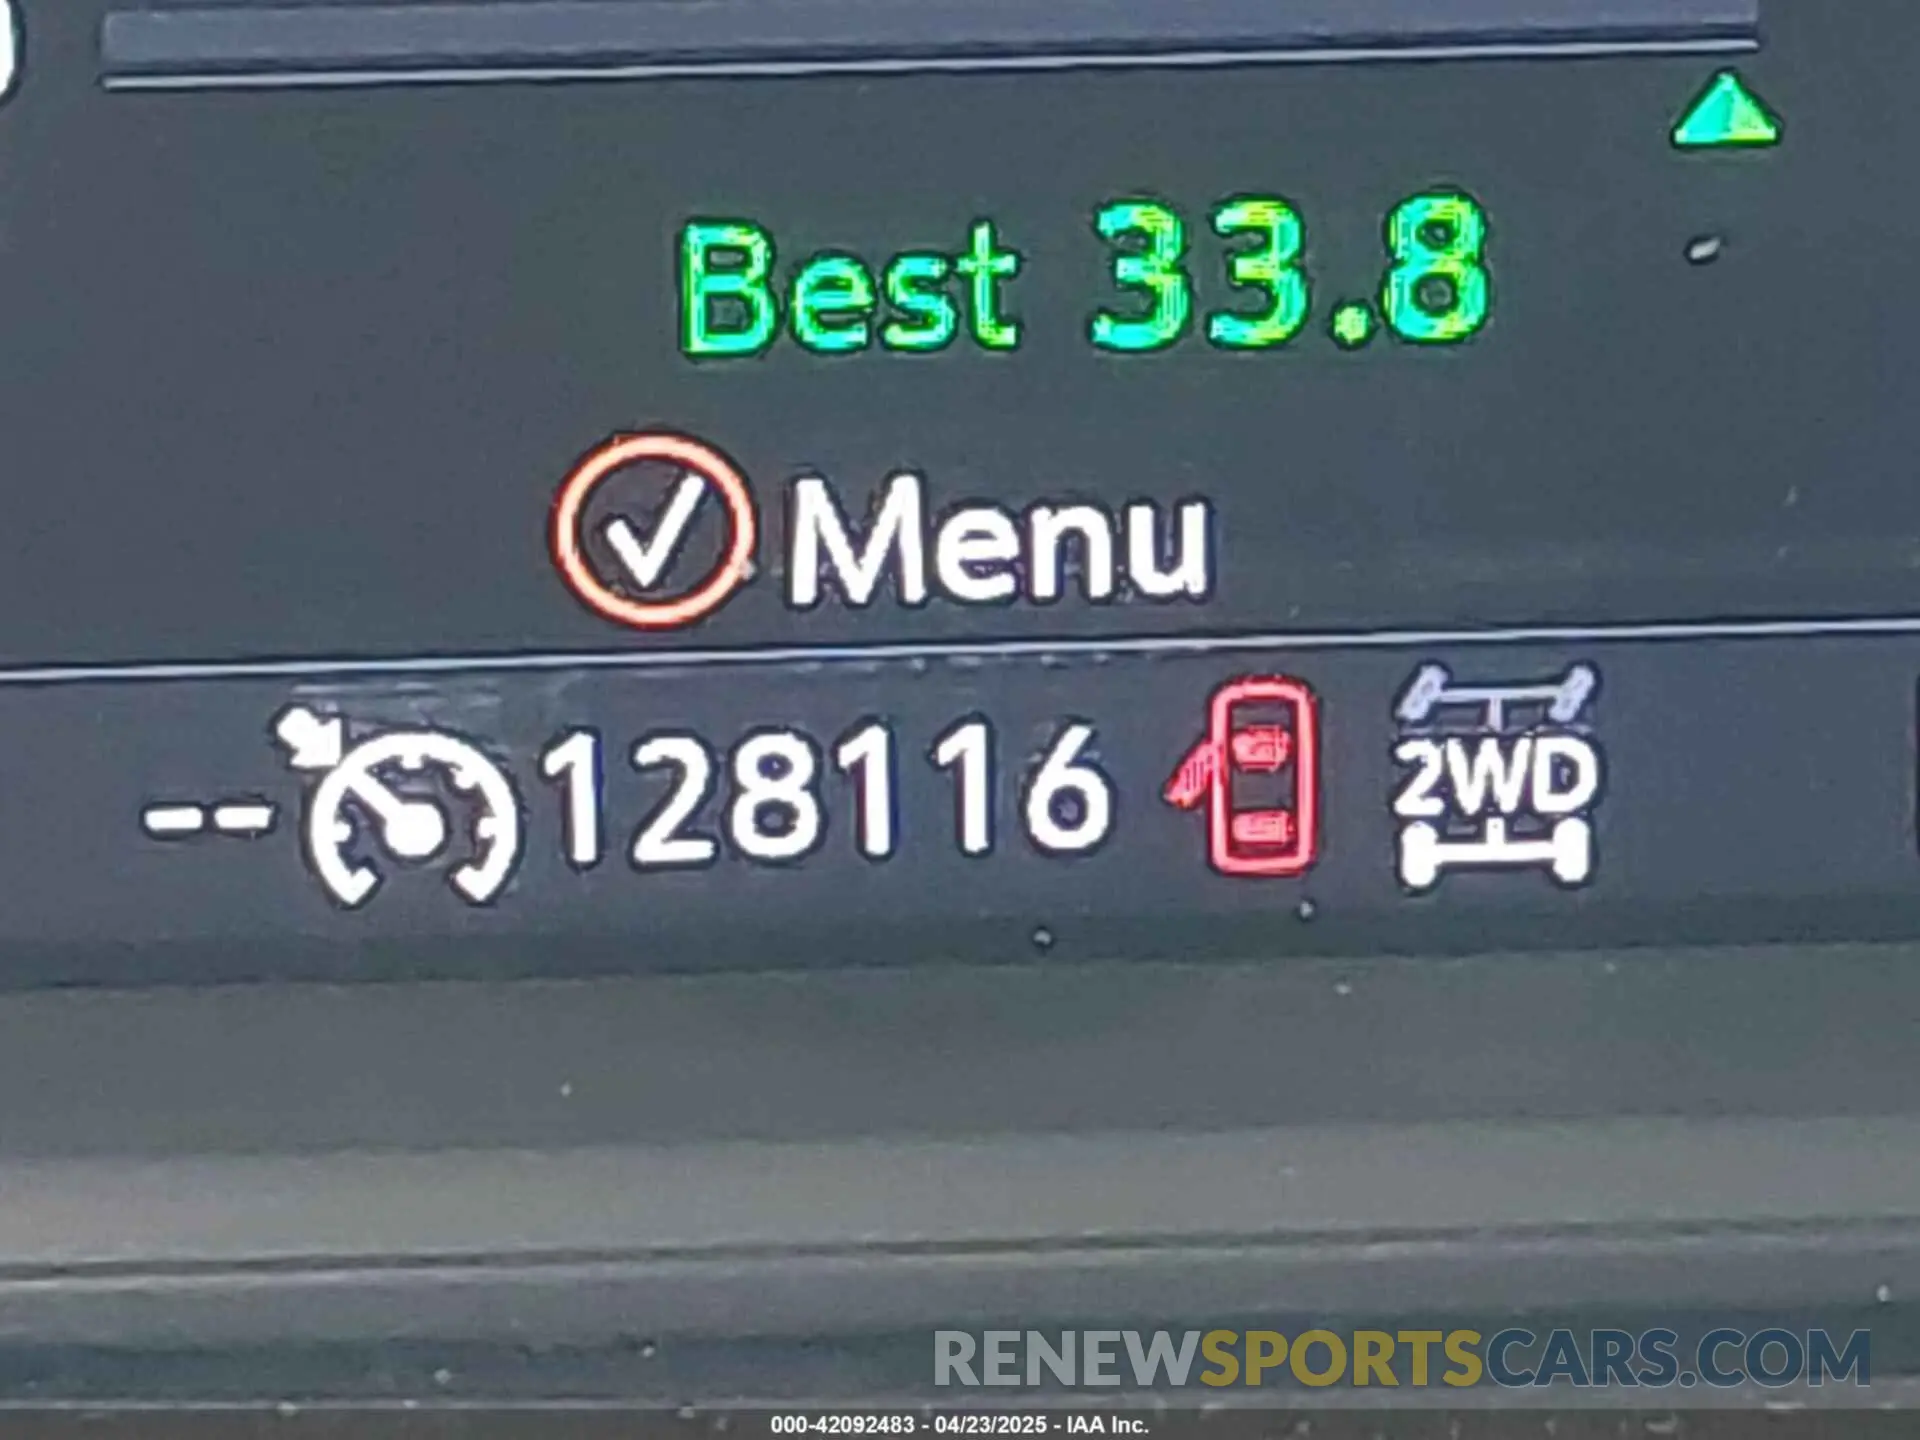 Best 33.8
Menu
-- 128116 2WD
RENEWSPORTSCARS.COM
000-42092483 - 04/23/2025 - IAA Inc.